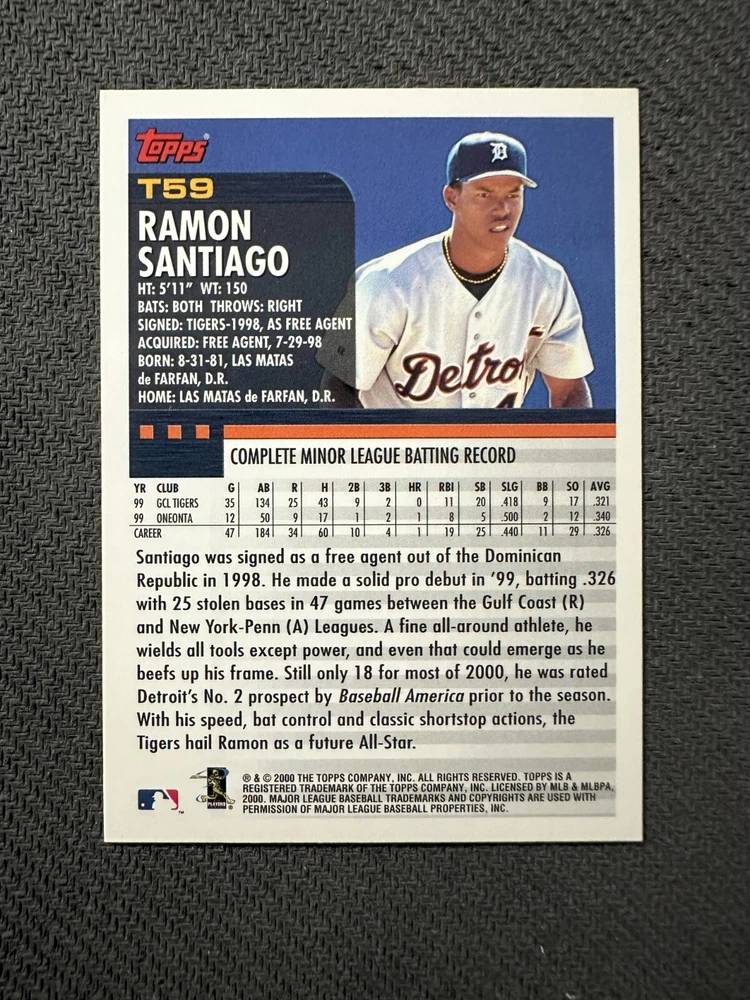 Topps®
T59
RAMON
SANTIAGO
HT: 5'11" WT: 150
BATS: BOTH THROWS: RIGHT
SIGNED: TIGERS-1998, AS FREE AGENT
ACQUIRED: FREE AGENT, 7-29-98
BORN: 8-31-81, LAS MATAS
de FARFAN, D.R.
HOME: LAS MATAS de FARFAN, D.R.
D
Detro
4
COMPLETE MINOR LEAGUE BATTING RECORD
YR CLUB G AB R H 2B 3B HR RBI SB SLG BB SO AVG
99 GCL TIGERS 35 134 25 43 9 2 0 11 20 .418 9 17 .321
99 ONEONTA 12 50 9 17 1 2 1 8 5 .500 2 12 .340
CAREER 47 184 34 60 10 4 1 19 25 .440 11 29 .326
Santiago was signed as a free agent out of the Dominican
Republic in 1998. He made a solid pro debut in '99, batting .326
with 25 stolen bases in 47 games between the Gulf Coast (R)
and New York-Penn (A) Leagues. A fine all-around athlete, he
wields all tools except power, and even that could emerge as he
beefs up his frame. Still only 18 for most of 2000, he was rated
Detroit's No. 2 prospect by Baseball America prior to the season.
With his speed, bat control and classic shortstop actions, the
Tigers hail Ramon as a future All-Star.
® & © 2000 THE TOPPS COMPANY, INC. ALL RIGHTS RESERVED. TOPPS IS A
REGISTERED TRADEMARK OF THE TOPPS COMPANY, INC. LICENSED BY MLB & MLBPA,
2000. MAJOR LEAGUE BASEBALL TRADEMARKS AND COPYRIGHTS ARE USED WITH
PERMISSION OF MAJOR LEAGUE BASEBALL PROPERTIES, INC.
PLAYERS